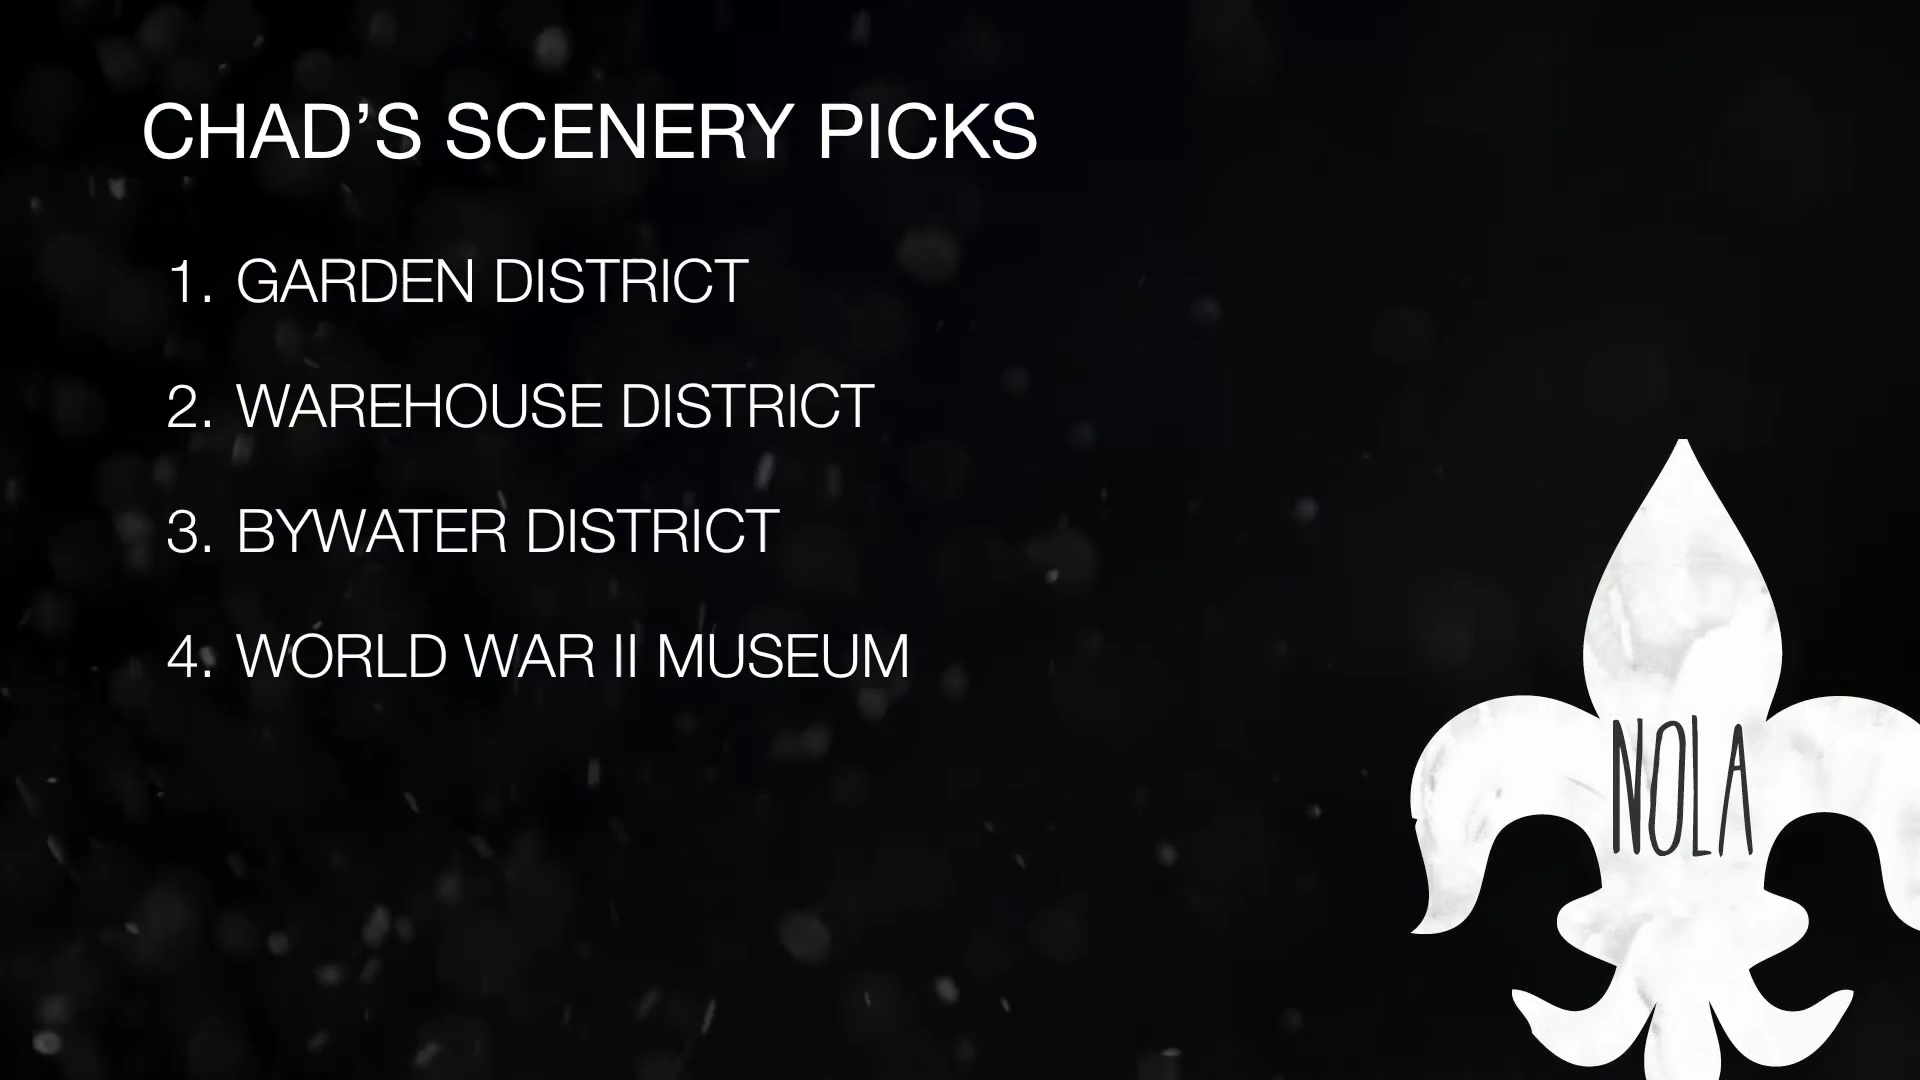 CHAD’S SCENERY PICKS
1. GARDEN DISTRICT
2. WAREHOUSE DISTRICT
3. BYWATER DISTRICT
4. WORLD WAR II MUSEUM
NOLA